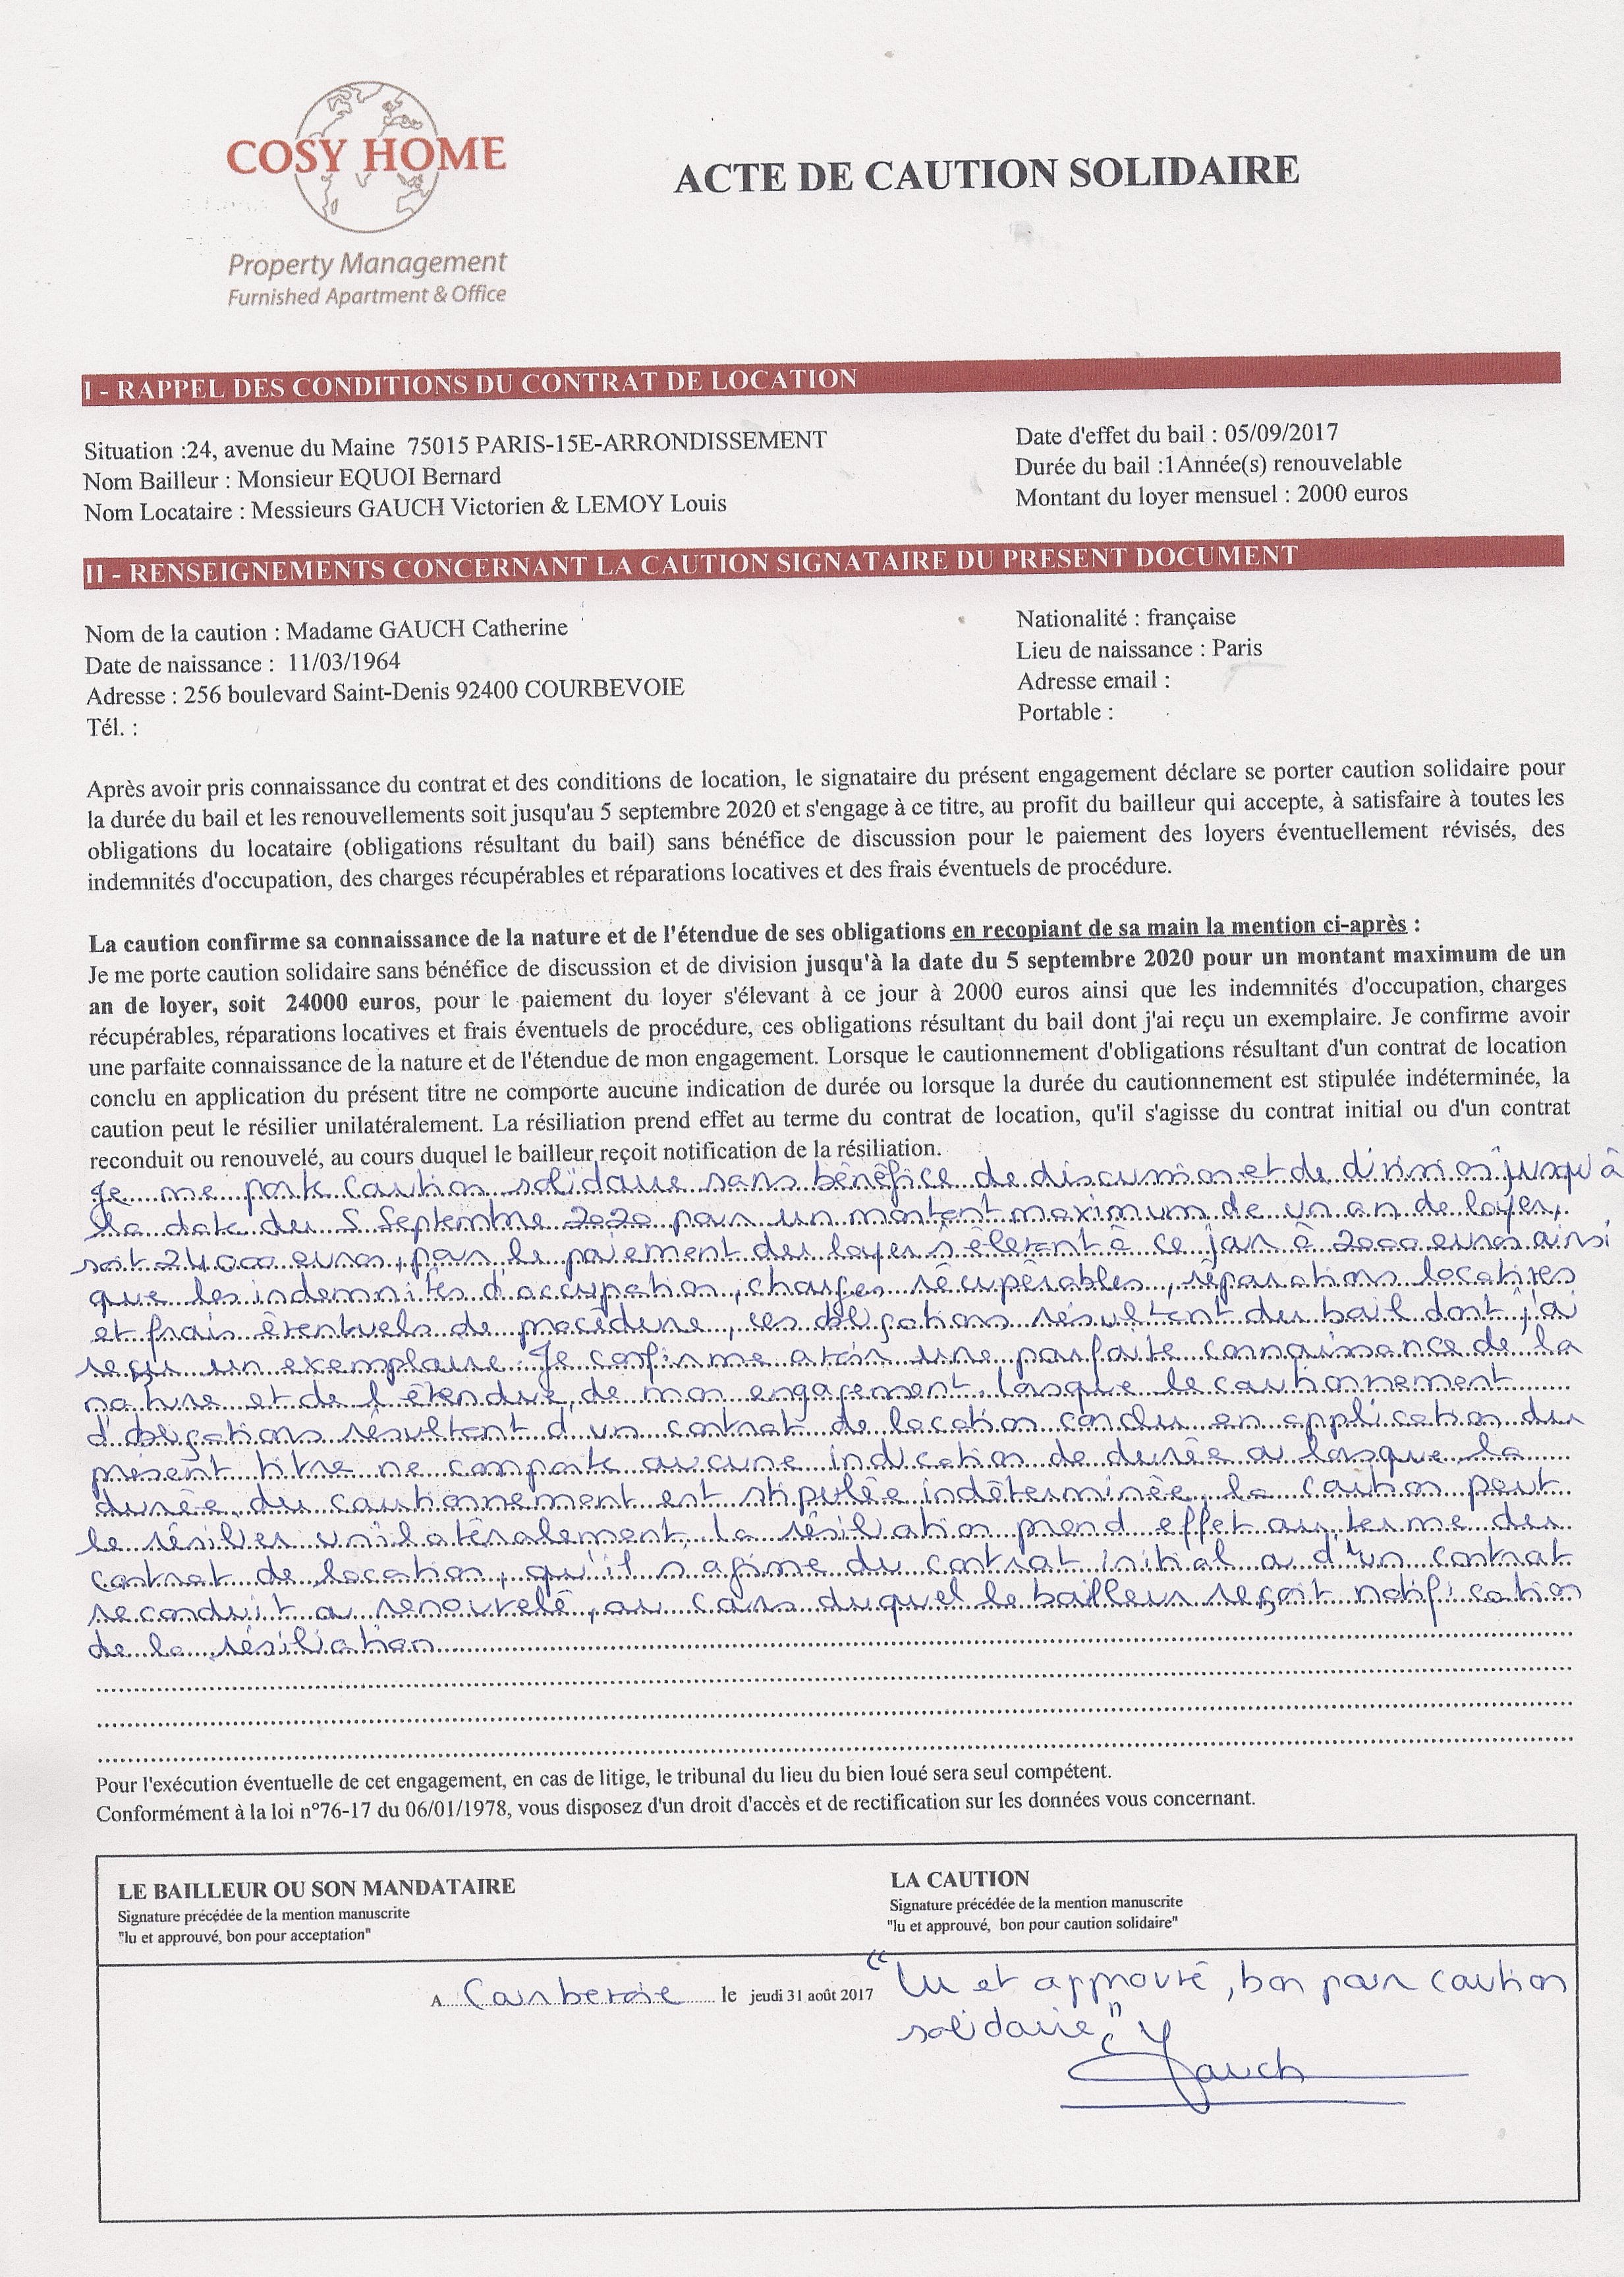 COSY HOME
Property Management
Furnished Apartment & Office
ACTE DE CAUTION SOLIDAIRE
I - RAPPEL DES CONDITIONS DU CONTRAT DE LOCATION
Situation :24, avenue du Maine 75015 PARIS-15E-ARRONDISSEMENT
Nom Bailleur : Monsieur EQUOI Bernard
Nom Locataire : Messieurs GAUCH Victorien & LEMOY Louis
Date d'effet du bail : 05/09/2017
Durée du bail :1Année(s) renouvelable
Montant du loyer mensuel : 2000 euros
II - RENSEIGNEMENTS CONCERNANT LA CAUTION SIGNATAIRE DU PRESENT DOCUMENT
Nom de la caution : Madame GAUCH Catherine
Date de naissance : 11/03/1964
Adresse : 256 boulevard Saint-Denis 92400 COURBEVOIE
Tél. :
Nationalité : française
Lieu de naissance : Paris
Adresse email :
Portable :
Après avoir pris connaissance du contrat et des conditions de location, le signataire du présent engagement déclare se porter caution solidaire pour
la durée du bail et les renouvellements soit jusqu'au 5 septembre 2020 et s'engage à ce titre, au profit du bailleur qui accepte, à satisfaire à toutes les
obligations du locataire (obligations résultant du bail) sans bénéfice de discussion pour le paiement des loyers éventuellement révisés, des
indemnités d'occupation, des charges récupérables et réparations locatives et des frais éventuels de procédure.
La caution confirme sa connaissance de la nature et de l'étendue de ses obligations en recopiant de sa main la mention ci-après :
Je me porte caution solidaire sans bénéfice de discussion et de division jusqu'à la date du 5 septembre 2020 pour un montant maximum de un
an de loyer, soit 24000 euros, pour le paiement du loyer s'élevant à ce jour à 2000 euros ainsi que les indemnités d'occupation, charges
récupérables, réparations locatives et frais éventuels de procédure, ces obligations résultant du bail dont j'ai reçu un exemplaire. Je confirme avoir
une parfaite connaissance de la nature et de l'étendue de mon engagement. Lorsque le cautionnement d'obligations résultant d'un contrat de location
conclu en application du présent titre ne comporte aucune indication de durée ou lorsque la durée du cautionnement est stipulée indéterminée, la
caution peut le résilier unilatéralement. La résiliation prend effet au terme du contrat de location, qu'il s'agisse du contrat initial ou d'un contrat
reconduit ou renouvelé, au cours duquel le bailleur reçoit notification de la résiliation.
Je me porte caution solidaire sans bénéfice de discussion et de division jusqu'à
la date du 5 Septembre 2020 pour un montant maximum de un an de loyer,
soit 24000 euros, pour le paiement du loyer s'élevant à ce jour à 2000 euros ainsi
que les indemnités d'occupation, charges récupérables, réparations locatives
et frais éventuels de procédure, ces obligations résultant du bail dont j'ai
reçu un exemplaire. Je confirme avoir une parfaite connaissance de la
nature et de l'étendue de mon engagement. lorsque le cautionnement
d'obligations résultant d'un contrat de location conclu en application du
présent titre ne comporte aucune indication de durée ou lorsque la
durée du cautionnement est stipulée indéterminée, la caution peut
le résilier unilatéralement. la résiliation prend effet au terme du
contrat de location, qu'il s'agisse du contrat initial ou d'un contrat
reconduit ou renouvelé, au cours duquel le bailleur reçoit notification
de la résiliation
Pour l'exécution éventuelle de cet engagement, en cas de litige, le tribunal du lieu du bien loué sera seul compétent.
Conformément à la loi n°76-17 du 06/01/1978, vous disposez d'un droit d'accès et de rectification sur les données vous concernant.
LE BAILLEUR OU SON MANDATAIRE
Signature précédée de la mention manuscrite
"lu et approuvé, bon pour acceptation"
LA CAUTION
Signature précédée de la mention manuscrite
"lu et approuvé, bon pour caution solidaire"
A Courbevoie le jeudi 31 août 2017
"lu et approuvé, bon pour caution
solidaire"
Gauch